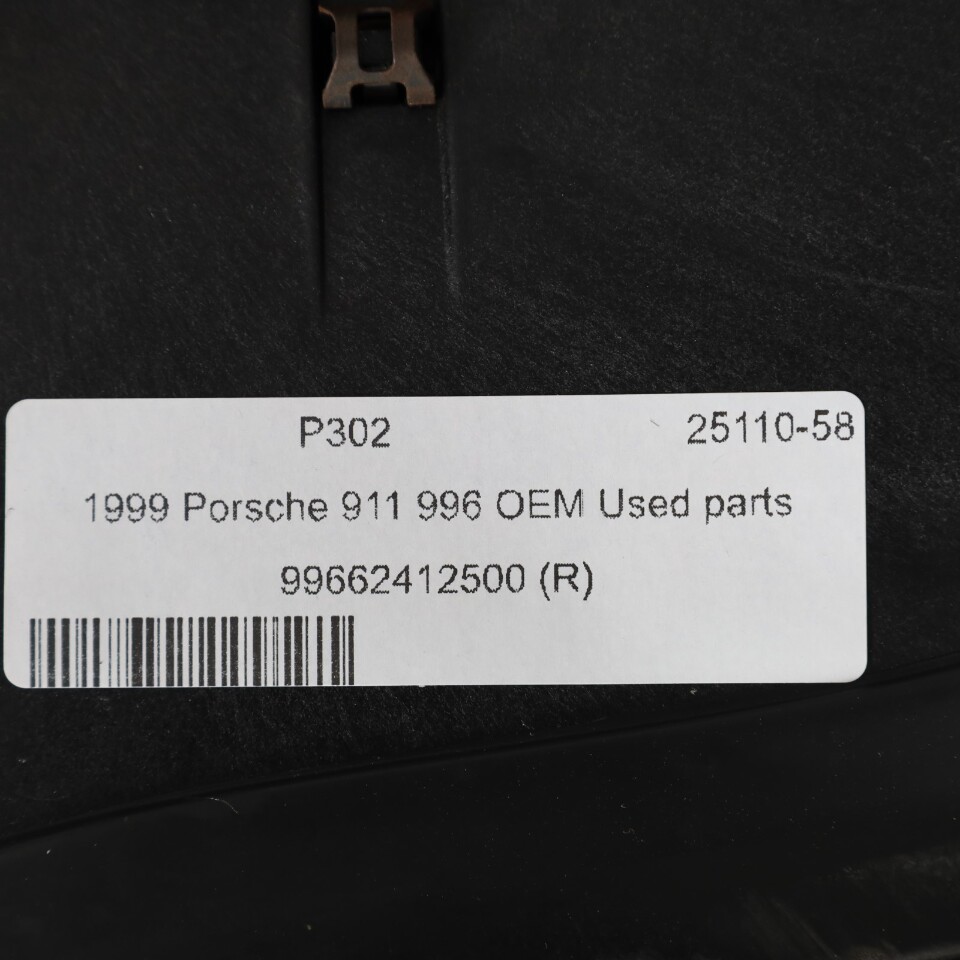 P302 25110-58
1999 Porsche 911 996 OEM Used parts
99662412500 (R)